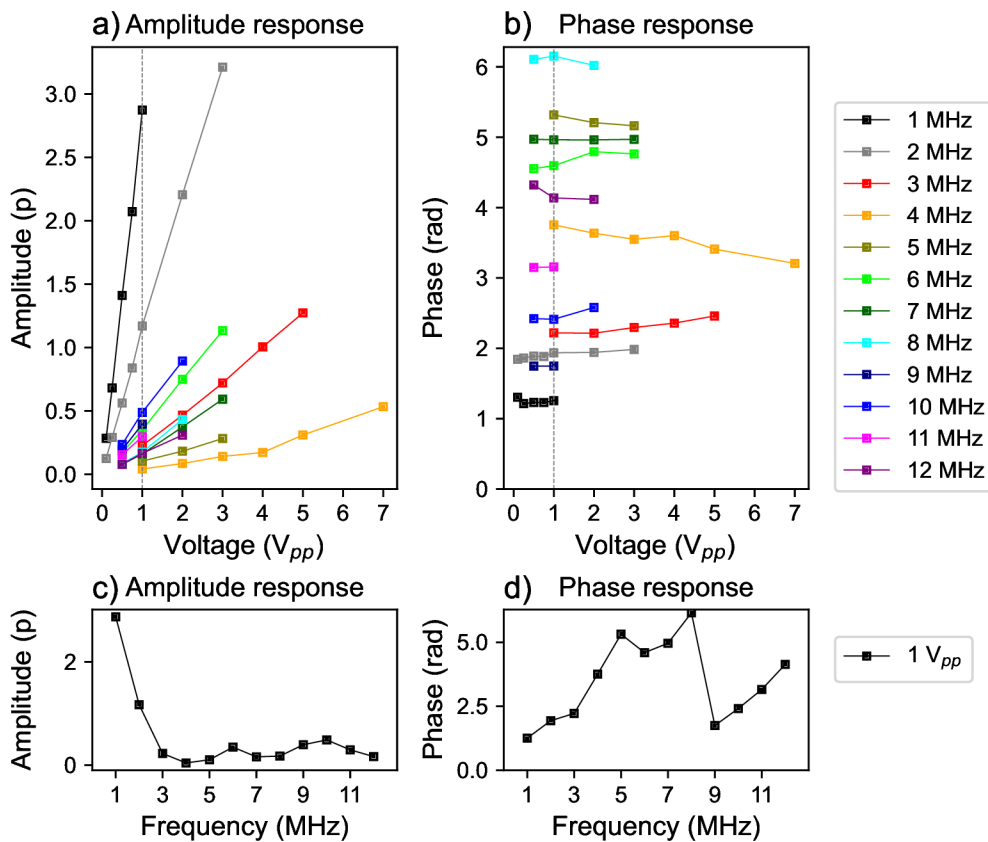 a) Amplitude response
b) Phase response
Amplitude (p)
3.0
2.5
2.0
1.5
1.0
0.5
0.0
0 1 2 3 4 5 6 7
Voltage (Vpp)
Phase (rad)
6
5
4
3
2
1
0
0 1 2 3 4 5 6 7
Voltage (Vpp)
1 MHz
2 MHz
3 MHz
4 MHz
5 MHz
6 MHz
7 MHz
8 MHz
9 MHz
10 MHz
11 MHz
12 MHz
c) Amplitude response
d) Phase response
Amplitude (p)
2
0
1 3 5 7 9 11
Frequency (MHz)
Phase (rad)
5.0
2.5
0.0
1 3 5 7 9 11
Frequency (MHz)
1 Vpp